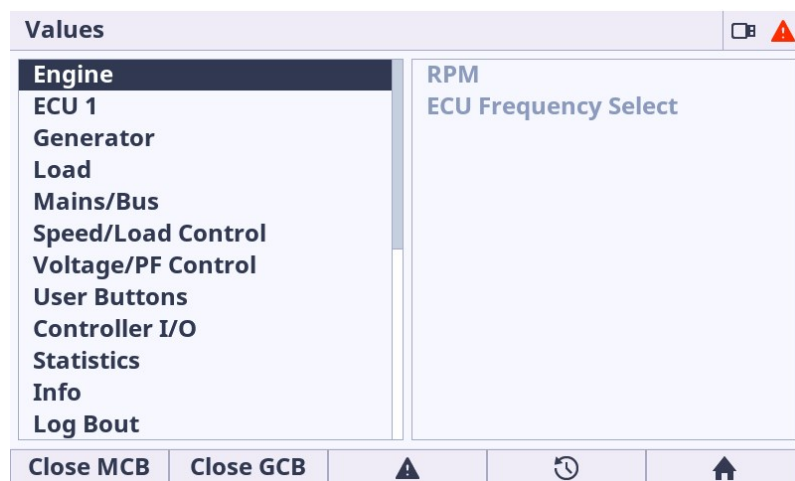 Values
Engine
ECU 1
Generator
Load
Mains/Bus
Speed/Load Control
Voltage/PF Control
User Buttons
Controller I/O
Statistics
Info
Log Bout
RPM
ECU Frequency Select
Close MCB
Close GCB